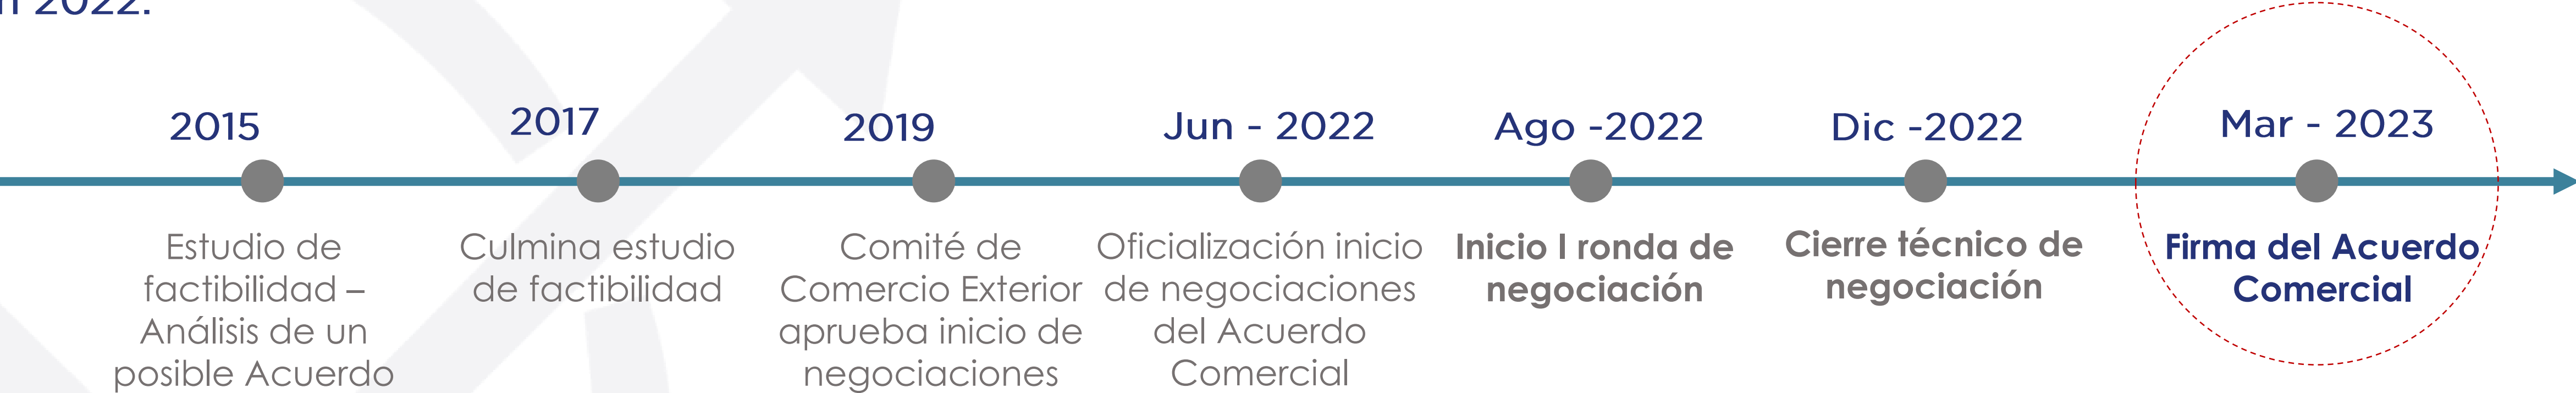 2022.
2015
Estudio de
factibilidad –
Análisis de un
posible Acuerdo
2017
Culmina estudio
de factibilidad
2019
Comité de
Comercio Exterior
aprueba inicio de
negociaciones
Jun - 2022
Oficialización inicio
de negociaciones
del Acuerdo
Comercial
Ago -2022
Inicio I ronda de
negociación
Dic -2022
Cierre técnico de
negociación
Mar - 2023
Firma del Acuerdo
Comercial